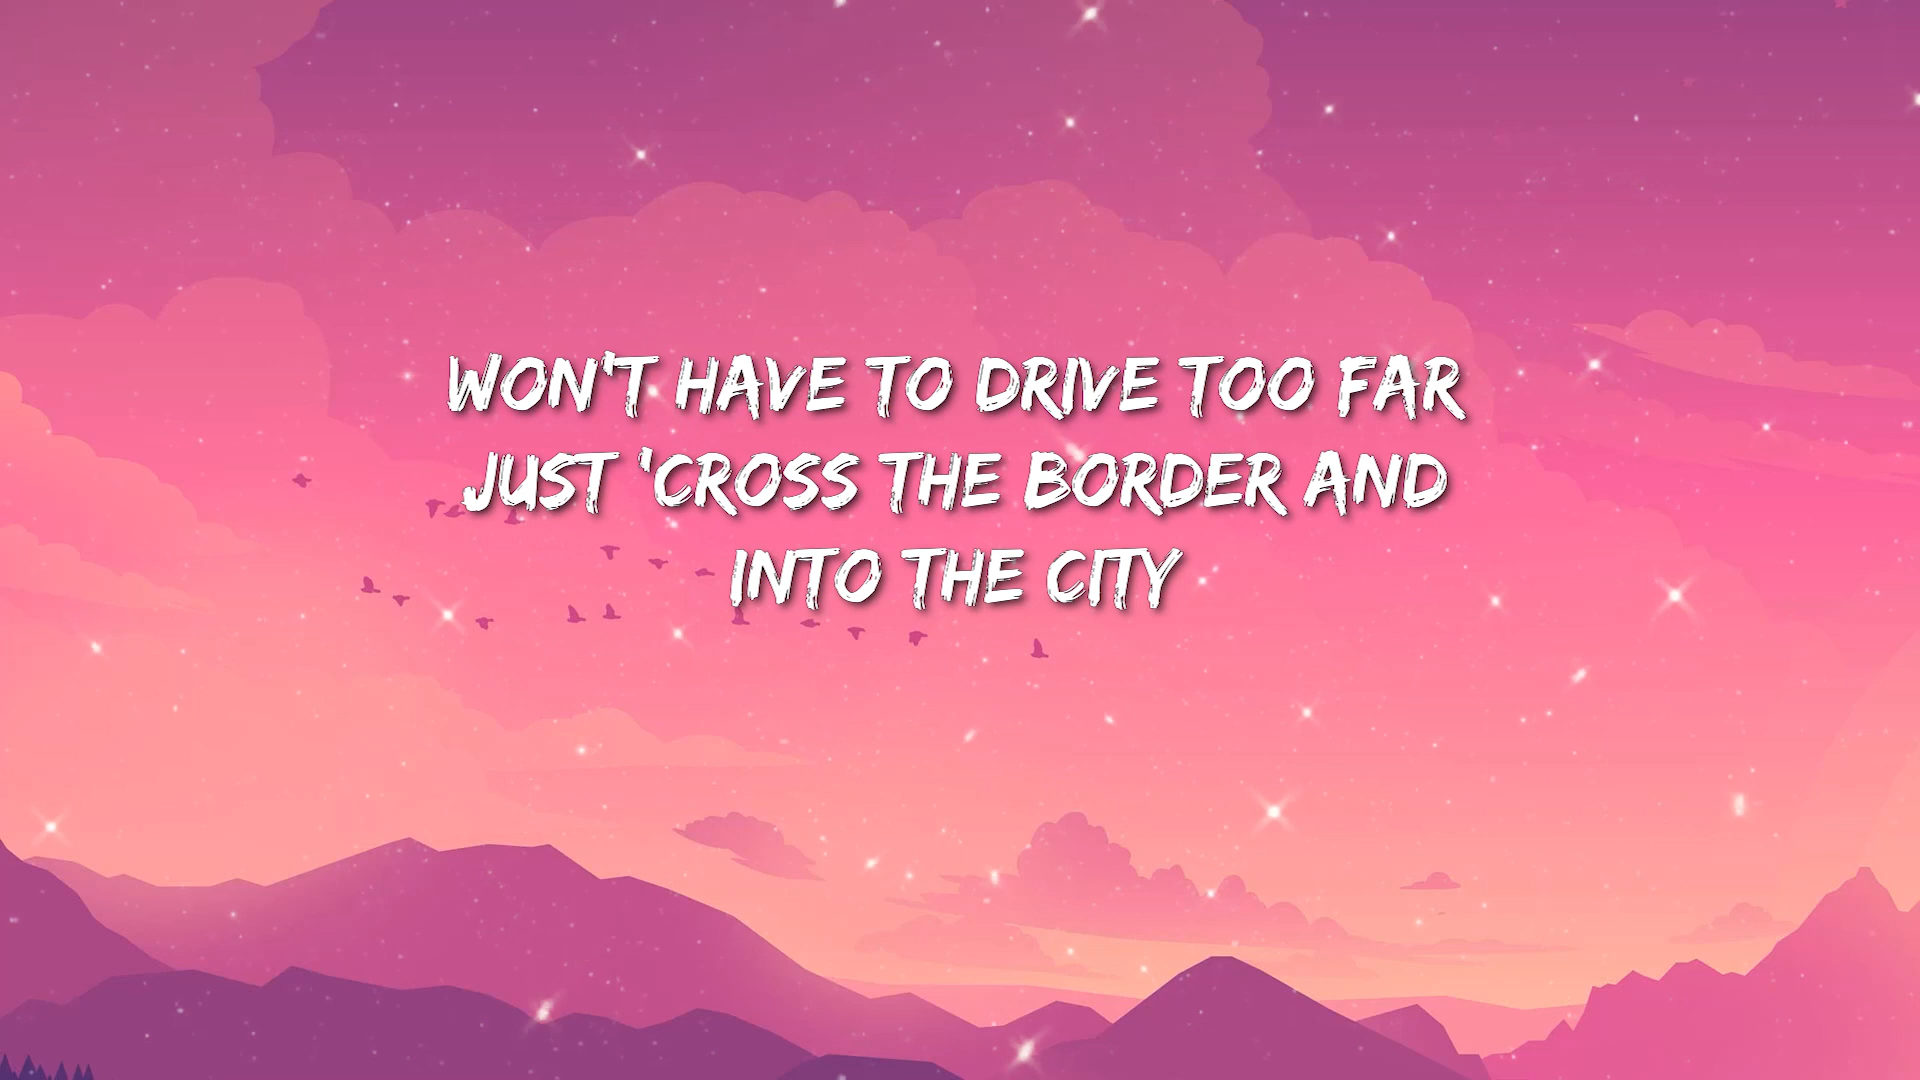 WON'T HAVE TO DRIVE TOO FAR
JUST 'CROSS THE BORDER AND
INTO THE CITY